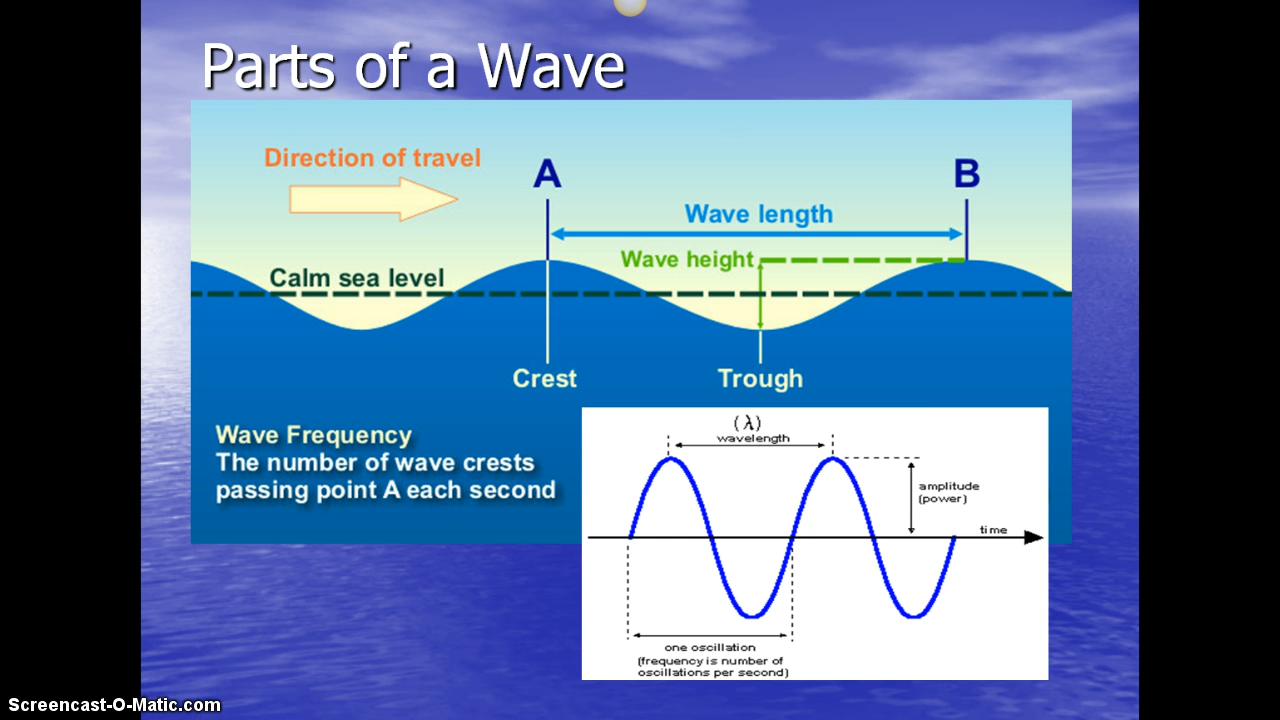 Parts of a Wave
Direction of travel
A
B
Wave length
Wave height
Calm sea level
Crest
Trough
Wave Frequency
The number of wave crests
passing point A each second
(λ)
wavelength
amplitude
(power)
time
one oscillation
(frequency is number of
oscillations per second)
Screencast-O-Matic.com